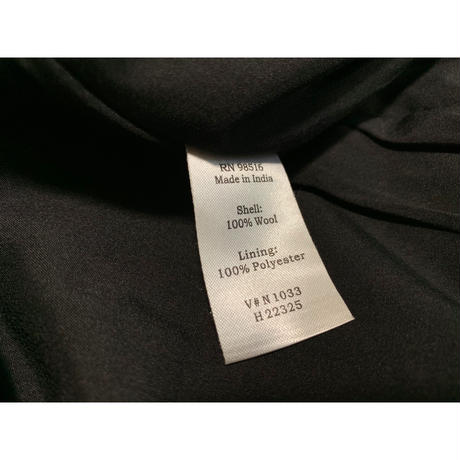 RN 98516
Made in India
Shell:
100% Wool
Lining:
100% Polyester
V# N 1033
H 22325